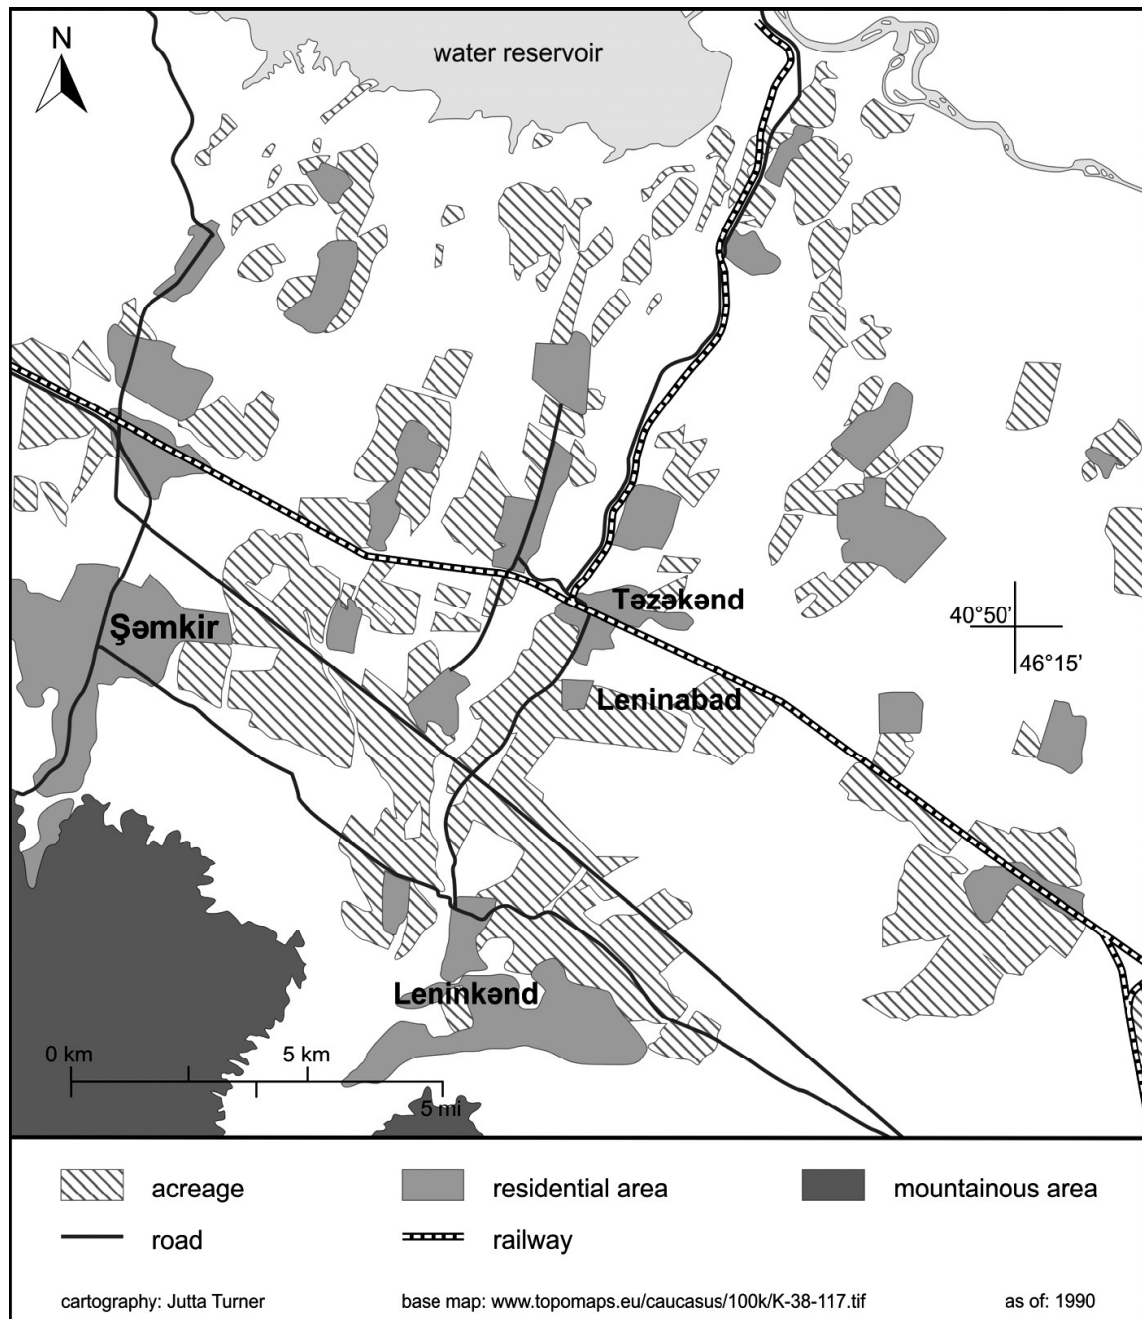 N
water reservoir
Təzəkənd
Şəmkir
40°50'
46°15'
Leninabad
Leninkənd
0 km
5 km
5 mi
acreage
residential area
mountainous area
road
railway
cartography: Jutta Turner
base map: www.topomaps.eu/caucasus/100k/K-38-117.tif
as of: 1990